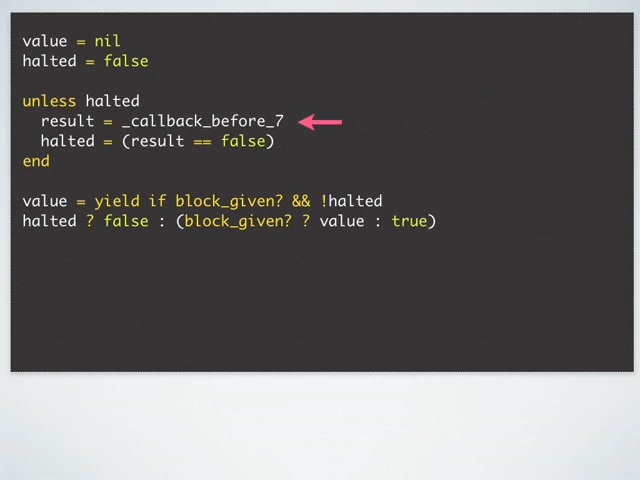 value = nil
halted = false
unless halted
result = _callback_before_7
halted = (result == false)
end
value = yield if block_given? && !halted
halted ? false : (block_given? ? value : true)